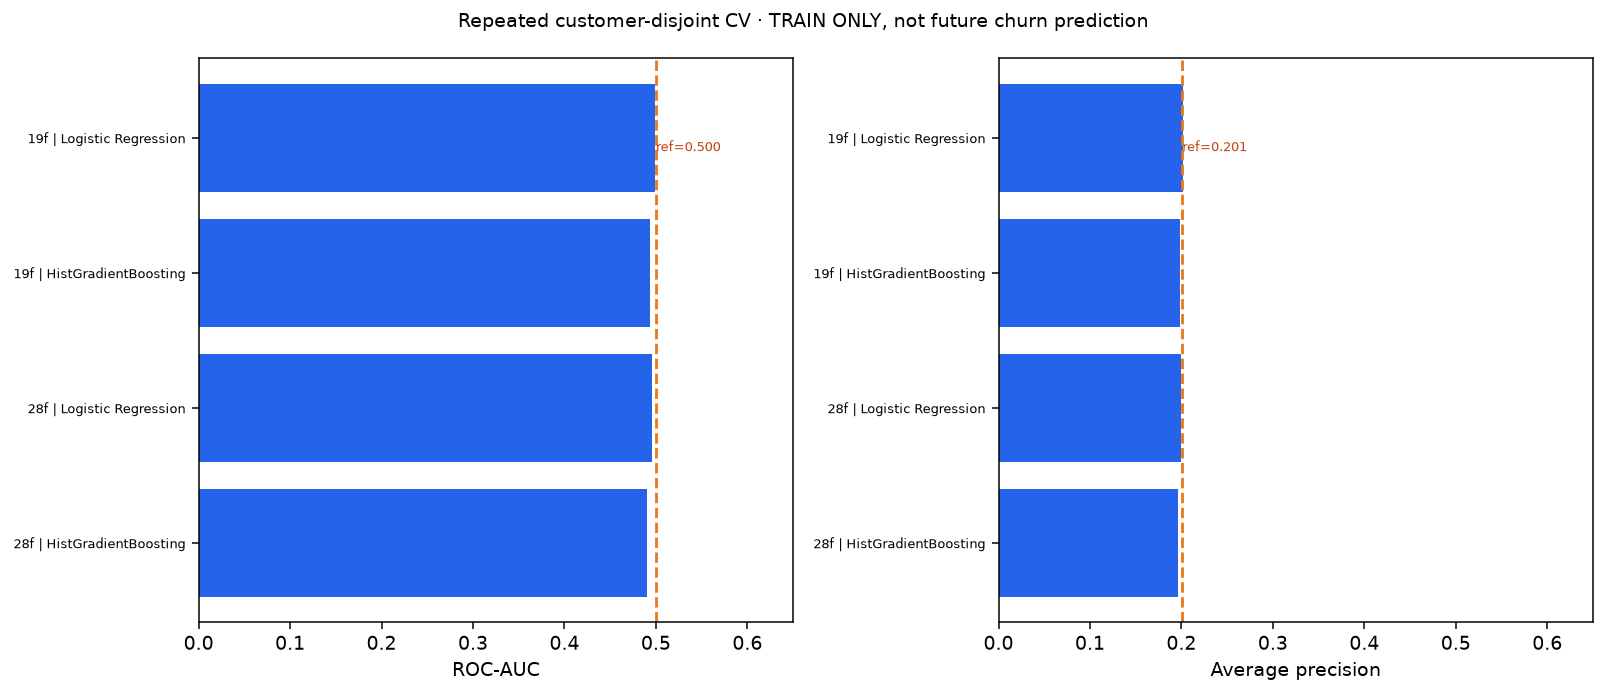 Repeated customer-disjoint CV · TRAIN ONLY, not future churn prediction
19f | Logistic Regression
19f | HistGradientBoosting
28f | Logistic Regression
28f | HistGradientBoosting
ref=0.500
0.0 0.1 0.2 0.3 0.4 0.5 0.6
ROC-AUC
19f | Logistic Regression
19f | HistGradientBoosting
28f | Logistic Regression
28f | HistGradientBoosting
ref=0.201
0.0 0.1 0.2 0.3 0.4 0.5 0.6
Average precision